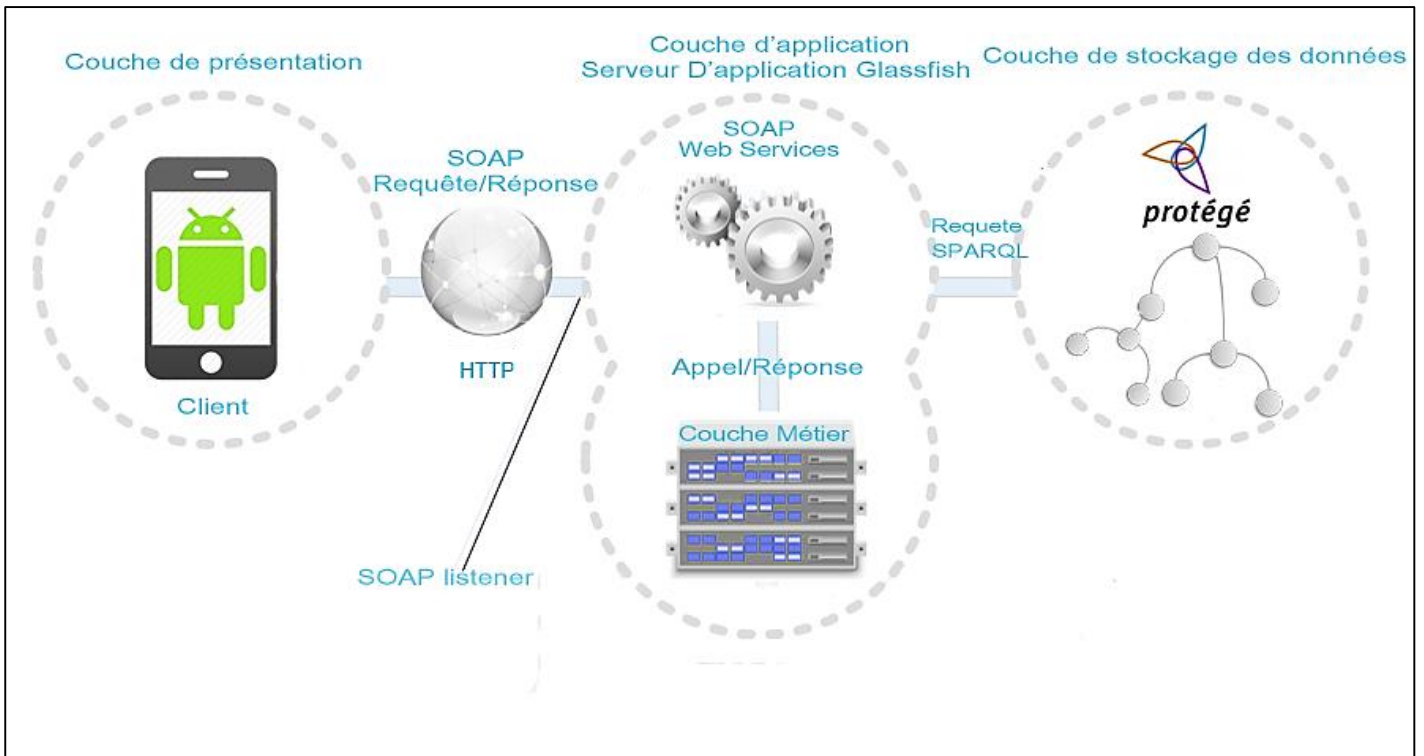 Couche de présentation
Couche d'application
Serveur D'application Glassfish
Couche de stockage des données
SOAP
Requête/Réponse
HTTP
Client
SOAP
Web Services
Requete
SPARQL
protégé
Appel/Réponse
Couche Métier
SOAP listener